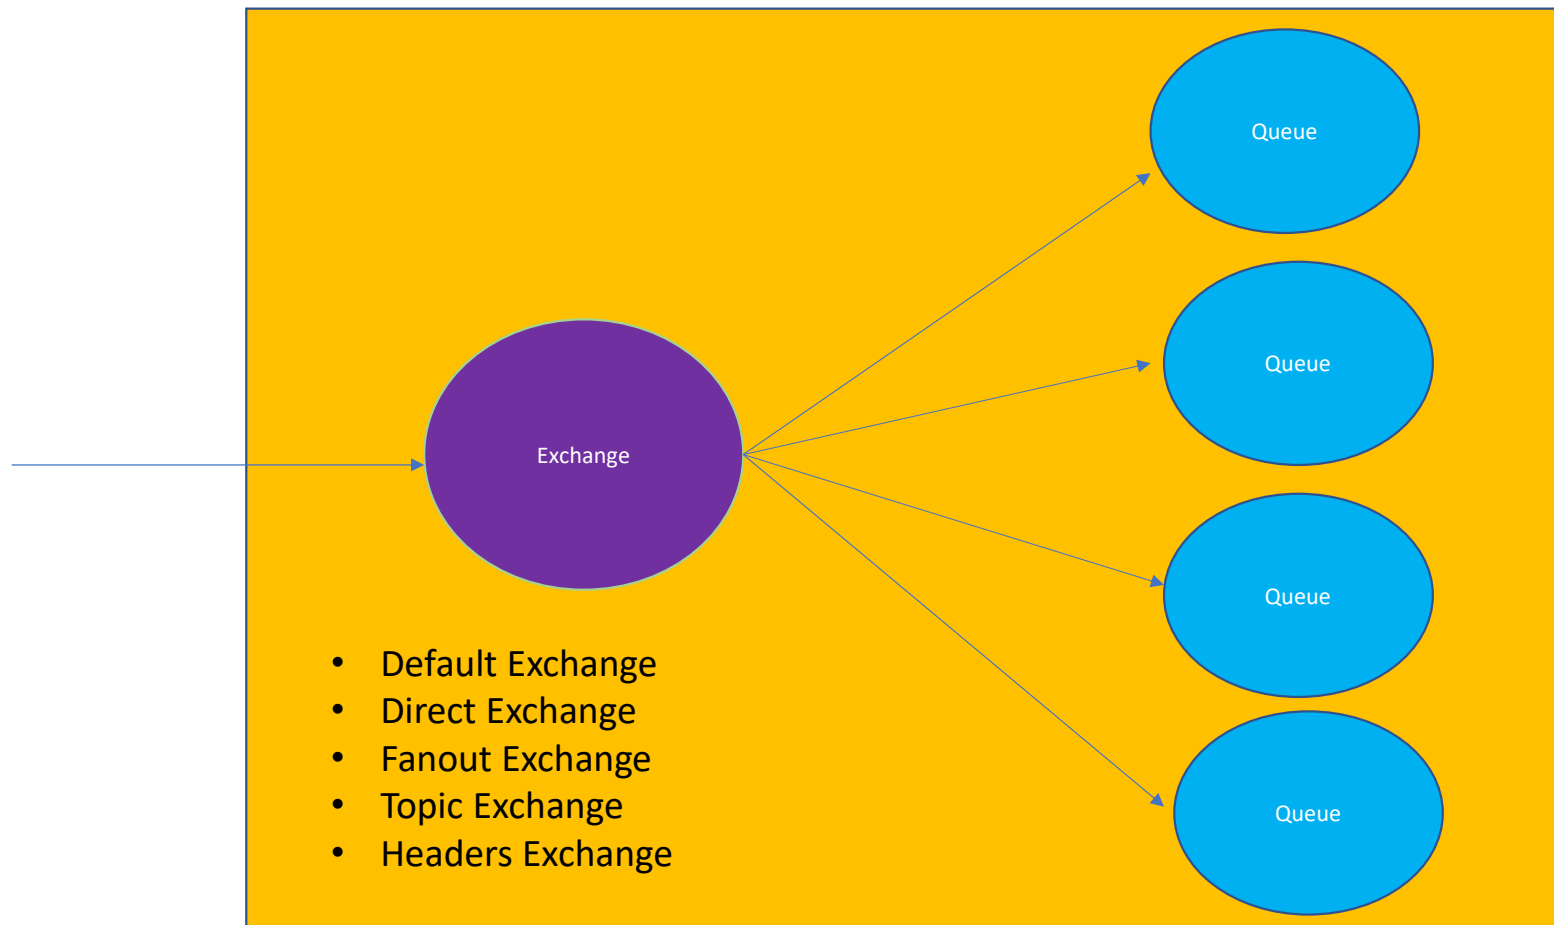 Queue
Queue
Exchange
Queue
• Default Exchange
• Direct Exchange
• Fanout Exchange
• Topic Exchange
• Headers Exchange
Queue